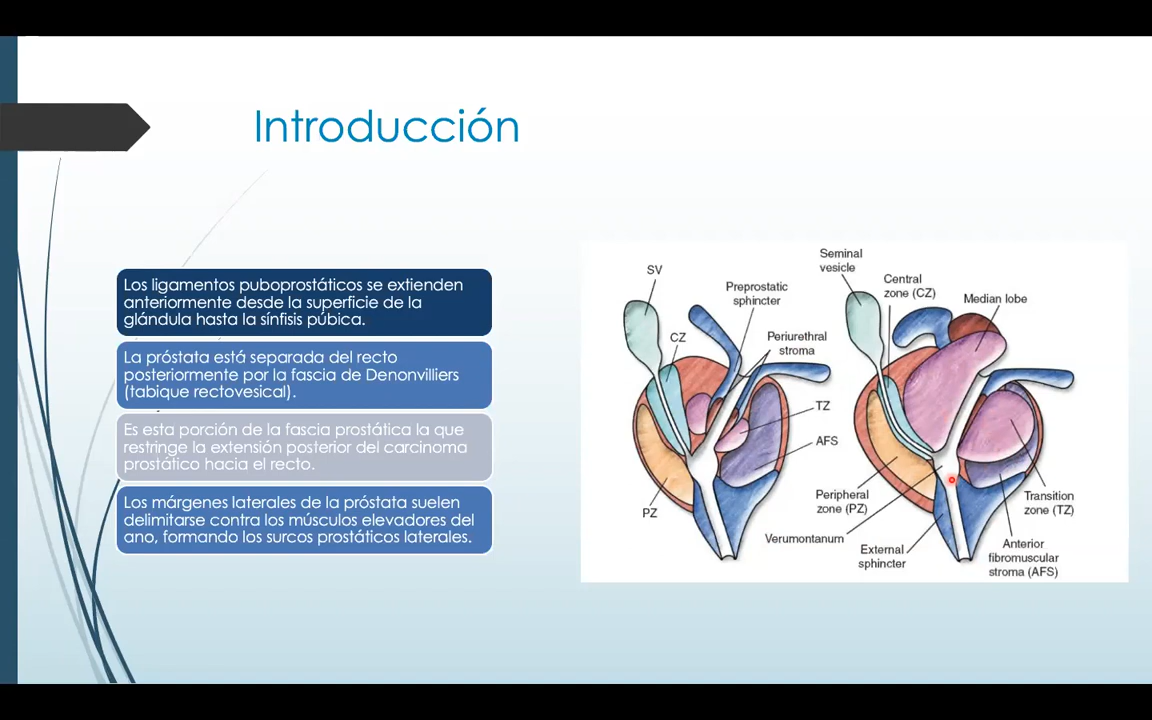 Introducción
Los ligamentos puboprostáticos se extienden
anteriormente desde la superficie de la
glándula hasta la sínfisis púbica.
La próstata está separada del recto
posteriormente por la fascia de Denonvilliers
(tabique rectovesical).
Es esta porción de la fascia prostática la que
restringe la extensión posterior del carcinoma
prostático hacia el recto.
Los márgenes laterales de la próstata suelen
delimitarse contra los músculos elevadores del
ano, formando los surcos prostáticos laterales.
SV
Preprostatic
sphincter
CZ
Periurethral
stroma
TZ
AFS
PZ
Seminal
vesicle
Central
zone (CZ)
Median lobe
Peripheral
zone (PZ)
Verumontanum
External
sphincter
Transition
zone (TZ)
Anterior
fibromuscular
stroma (AFS)